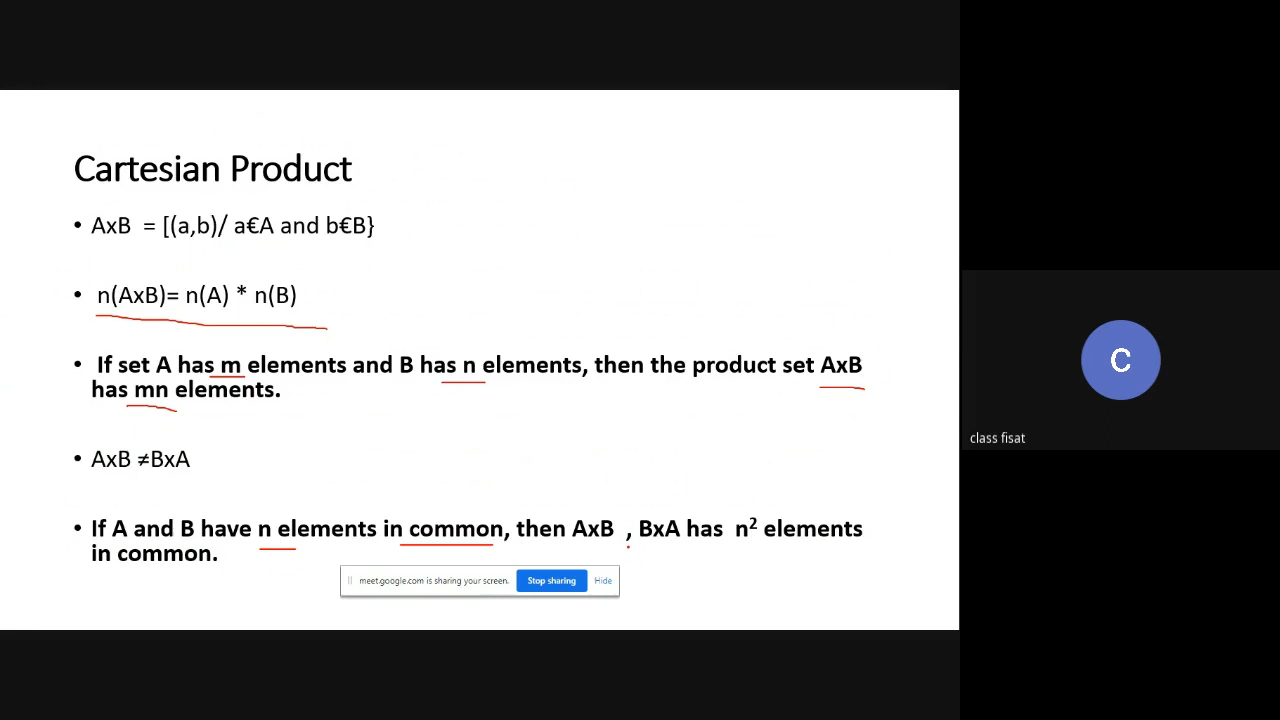 Cartesian Product
• AxB = [(a,b)/ a€A and b€B}
• n(AxB)= n(A) * n(B)
• If set A has m elements and B has n elements, then the product set AxB
has mn elements.
• AxB ≠BxA
• If A and B have n elements in common, then AxB , BxA has n² elements
in common.
meet.google.com is sharing your screen. Stop sharing Hide
C
class fisat